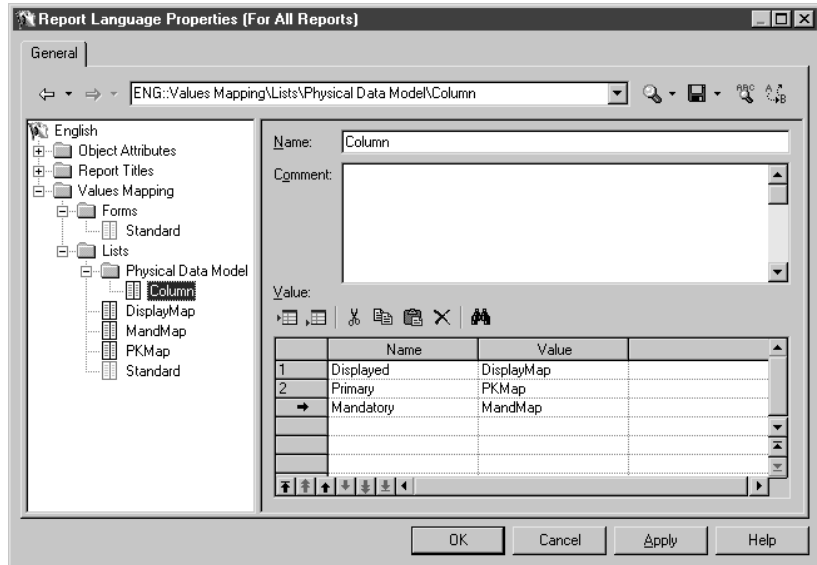 Report Language Properties (For All Reports)
General
ENG::Values Mapping\Lists\Physical Data Model\Column
English
Object Attributes
Report Titles
Values Mapping
Forms
Standard
Lists
Physical Data Model
Column
DisplayMap
MandMap
PKMap
Standard
Name: Column
Comment:
Value:
Name Value
1 Displayed DisplayMap
2 Primary PKMap
Mandatory MandMap
OK Cancel Apply Help